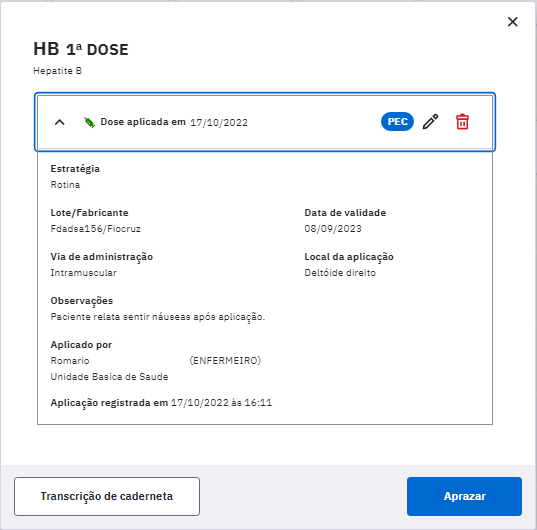 HB 1ª DOSE
Hepatite B
Dose aplicada em 17/10/2022 PEC
Estratégia
Rotina
Lote/Fabricante Data de validade
Fdadsa156/Fiocruz 08/09/2023
Via de administração Local da aplicação
Intramuscular Deltóide direito
Observações
Paciente relata sentir náuseas após aplicação.
Aplicado por
Romario (ENFERMEIRO)
Unidade Basica de Saude
Aplicação registrada em 17/10/2022 às 16:11
Transcrição de caderneta Aprazar